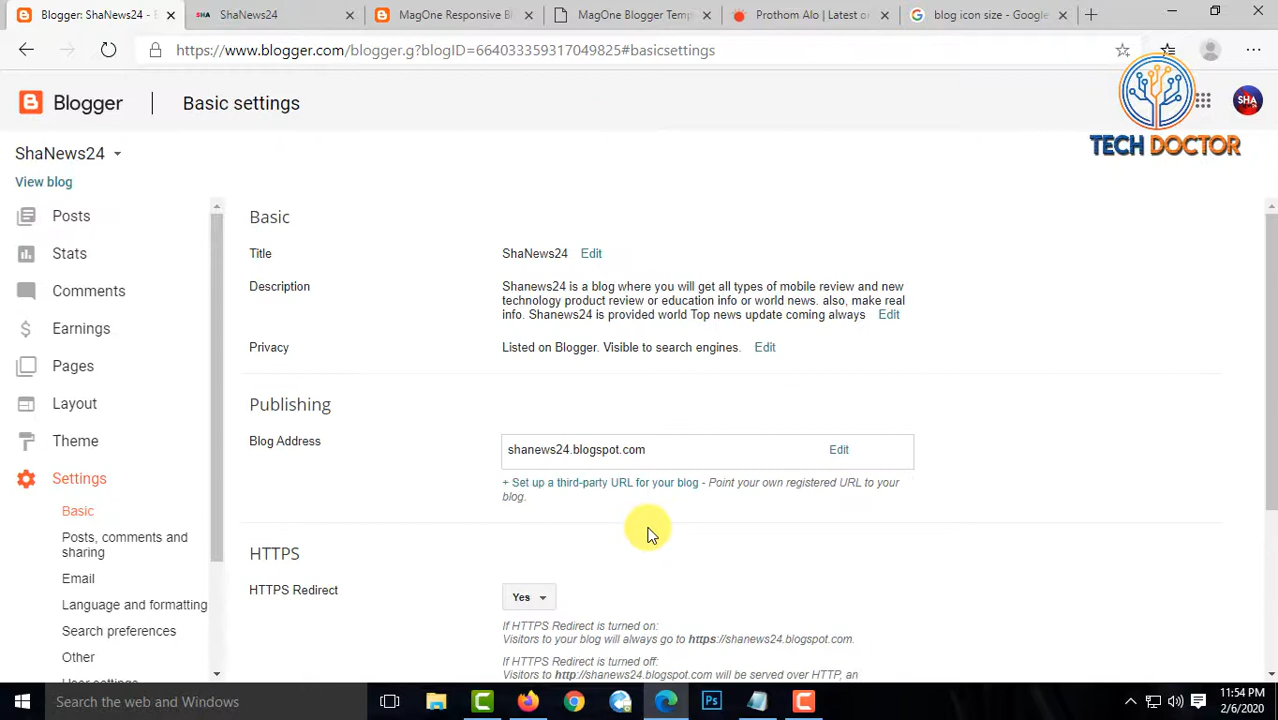 Blogger: ShaNews24 - E
SHA ShaNews24
MagOne Responsive Bl
MagOne Blogger Temp
Prothom Alo | Latest o
blog icon size - Google
https://www.blogger.com/blogger.g?blogID=664033359317049825#basicsettings
Blogger
Basic settings
SHA
TECH DOCTOR
ShaNews24
View blog
Posts
Stats
Comments
Earnings
Pages
Layout
Theme
Settings
Basic
Posts, comments and
sharing
Email
Language and formatting
Search preferences
Other
User settings
Basic
Title ShaNews24 Edit
Description Shanews24 is a blog where you will get all types of mobile review and new
technology product review or education info or world news. also, make real
info. Shanews24 is provided world Top news update coming always Edit
Privacy Listed on Blogger. Visible to search engines. Edit
Publishing
Blog Address shanews24.blogspot.com Edit
+ Set up a third-party URL for your blog - Point your own registered URL to your
blog.
HTTPS
HTTPS Redirect Yes
If HTTPS Redirect is turned on:
Visitors to your blog will always go to https://shanews24.blogspot.com.
If HTTPS Redirect is turned off:
Visitors to http://shanews24.blogspot.com will be served over HTTP, an
Search the web and Windows
Ps
11:54 PM
2/6/2020